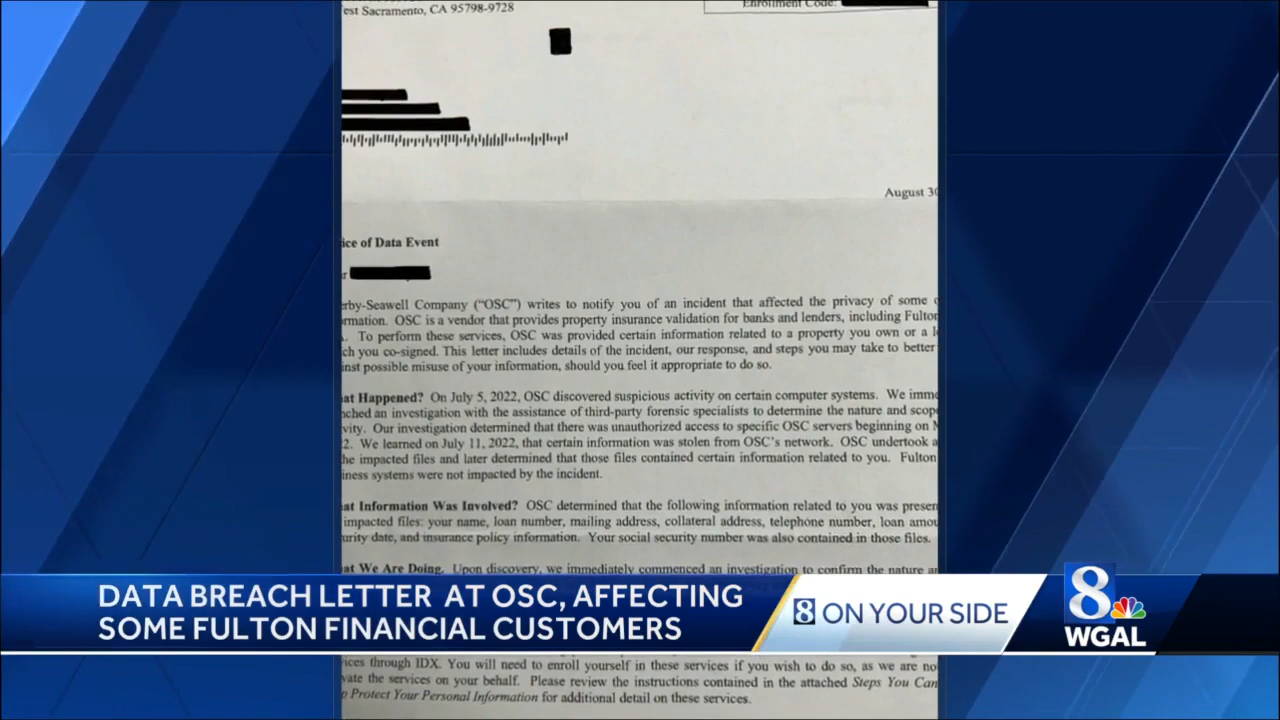 est Sacramento, CA 95798-9728
Enrollment Code:
August 30
ice of Data Event
r
erby-Seawell Company ("OSC") writes to notify you of an incident that affected the privacy of some
rmation. OSC is a vendor that provides property insurance validation for banks and lenders, including Fulton
. To perform these services, OSC was provided certain information related to a property you own or a l
ch you co-signed. This letter includes details of the incident, our response, and steps you may take to better
inst possible misuse of your information, should you feel it appropriate to do so.
at Happened? On July 5, 2022, OSC discovered suspicious activity on certain computer systems. We imme
nched an investigation with the assistance of third-party forensic specialists to determine the nature and scope
vity. Our investigation determined that there was unauthorized access to specific OSC servers beginning on M
2. We learned on July 11, 2022, that certain information was stolen from OSC's network. OSC undertook a
he impacted files and later determined that those files contained certain information related to you. Fulton
iness systems were not impacted by the incident.
at Information Was Involved? OSC determined that the following information related to you was presen
impacted files: your name, loan number, mailing address, collateral address, telephone number, loan amou
urity date, and insurance policy information. Your social security number was also contained in those files.
at We Are Doing. Upon discovery, we immediately commenced an investigation to confirm the nature an
DATA BREACH LETTER AT OSC, AFFECTING
SOME FULTON FINANCIAL CUSTOMERS
8 ON YOUR SIDE
8
WGAL
ices through IDX. You will need to enroll yourself in these services if you wish to do so, as we are no
vate the services on your behalf. Please review the instructions contained in the attached Steps You Can
p Protect Your Personal Information for additional detail on these services.